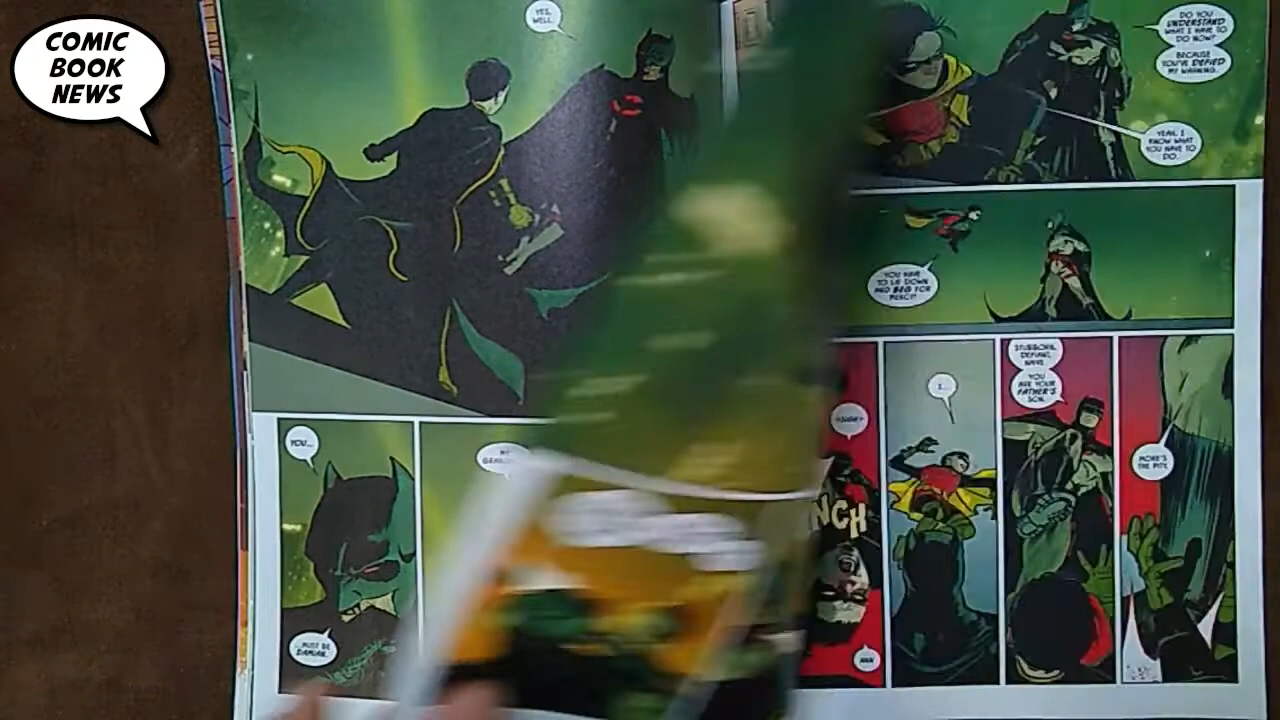 COMIC
BOOK
NEWS
YES,
WELL.
DO YOU
UNDERSTAND
WHAT I HAVE TO
DO NOW?
BECAUSE
YOU'VE DEFIED
MY WARNING.
YEAH. I
KNOW WHAT
YOU HAVE TO
DO.
YOU HAVE
TO LIE DOWN
AND BEG FOR
MERCY!
YOU...
...MUST BE
DAMIAN.
MY
NCH
I...
STUBBORN.
DEFIANT.
NAIVE.
YOU
ARE YOUR
FATHER'S
SON.
MORE'S
THE PITY.